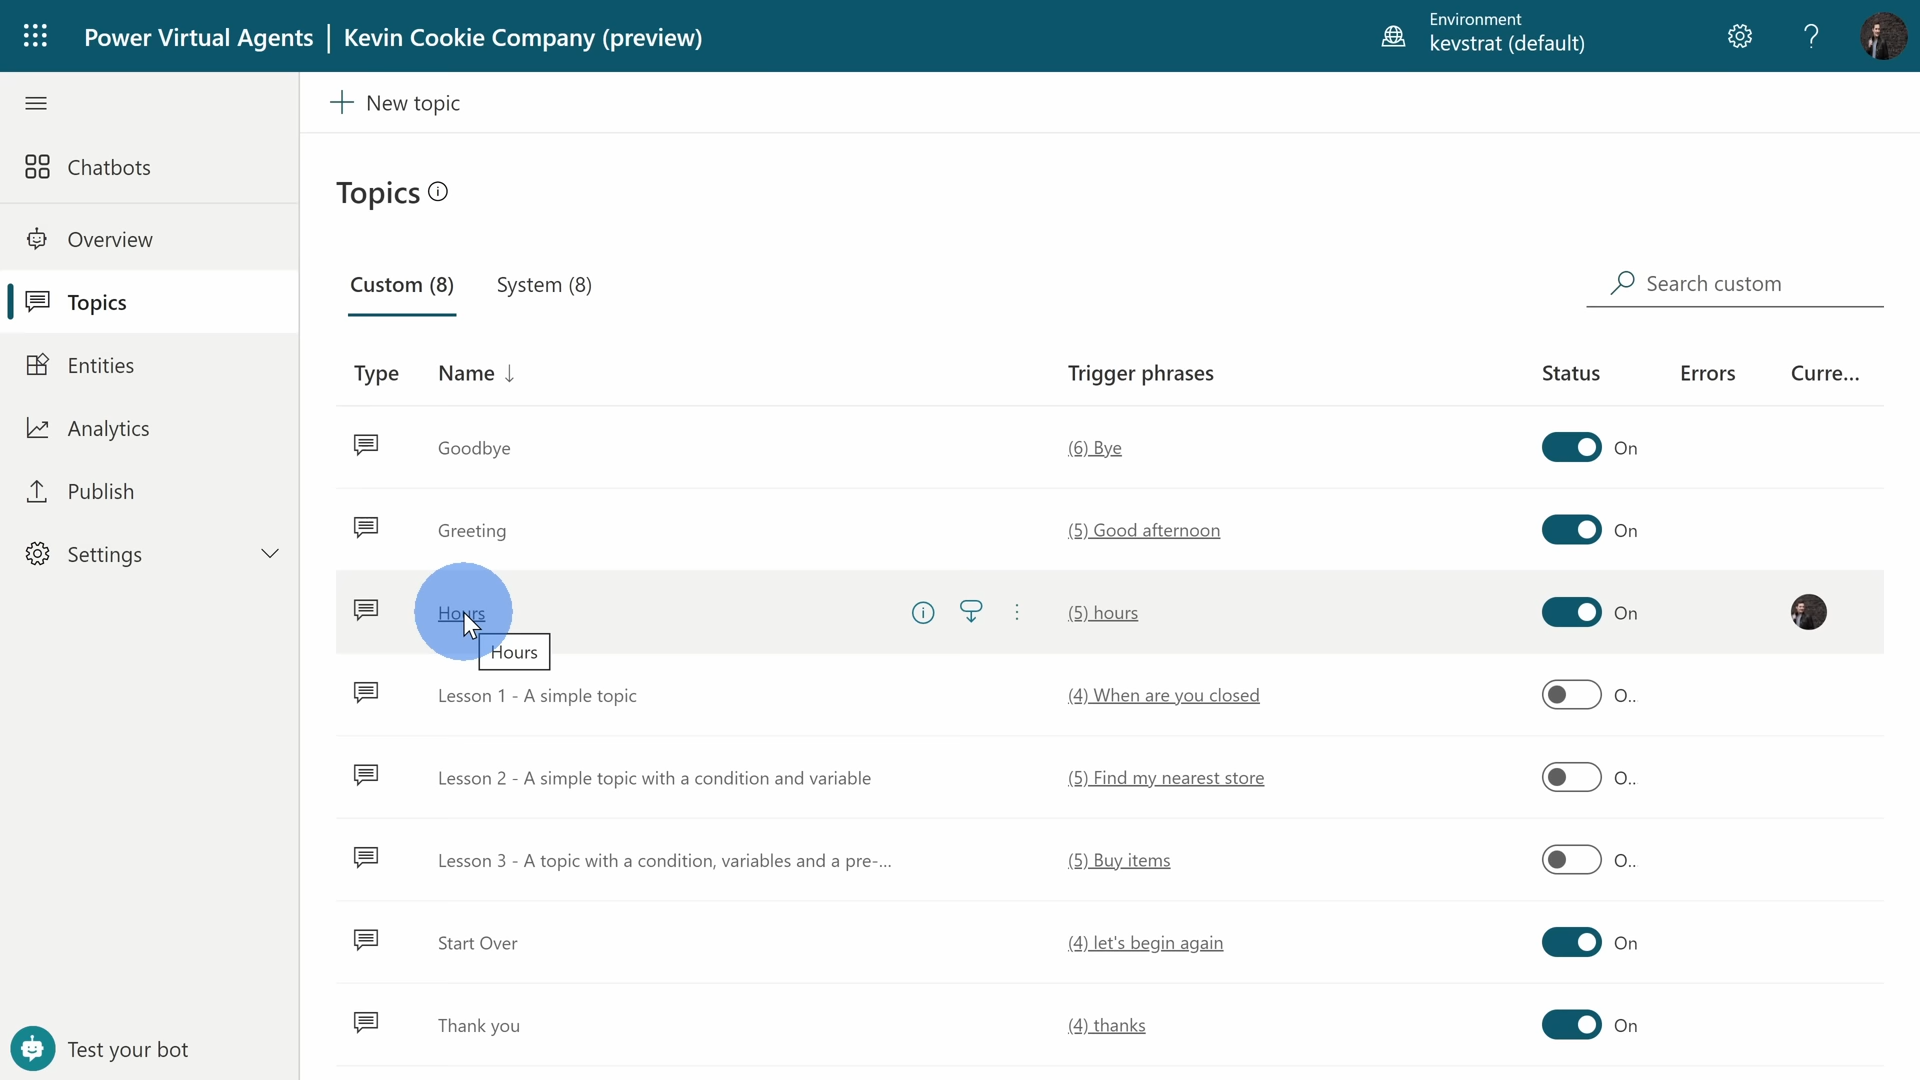 Power Virtual Agents | Kevin Cookie Company (preview)
Environment
kevstrat (default)
?
New topic
Chatbots
Overview
Topics
Entities
Analytics
Publish
Settings
Test your bot
Topics
Custom (8) System (8)
Search custom
Type Name ↓ Trigger phrases Status Errors Curre...
Goodbye (6) Bye On
Greeting (5) Good afternoon On
Hours (5) hours On
Hours
Lesson 1 - A simple topic (4) When are you closed O..
Lesson 2 - A simple topic with a condition and variable (5) Find my nearest store O..
Lesson 3 - A topic with a condition, variables and a pre-... (5) Buy items O..
Start Over (4) let's begin again On
Thank you (4) thanks On